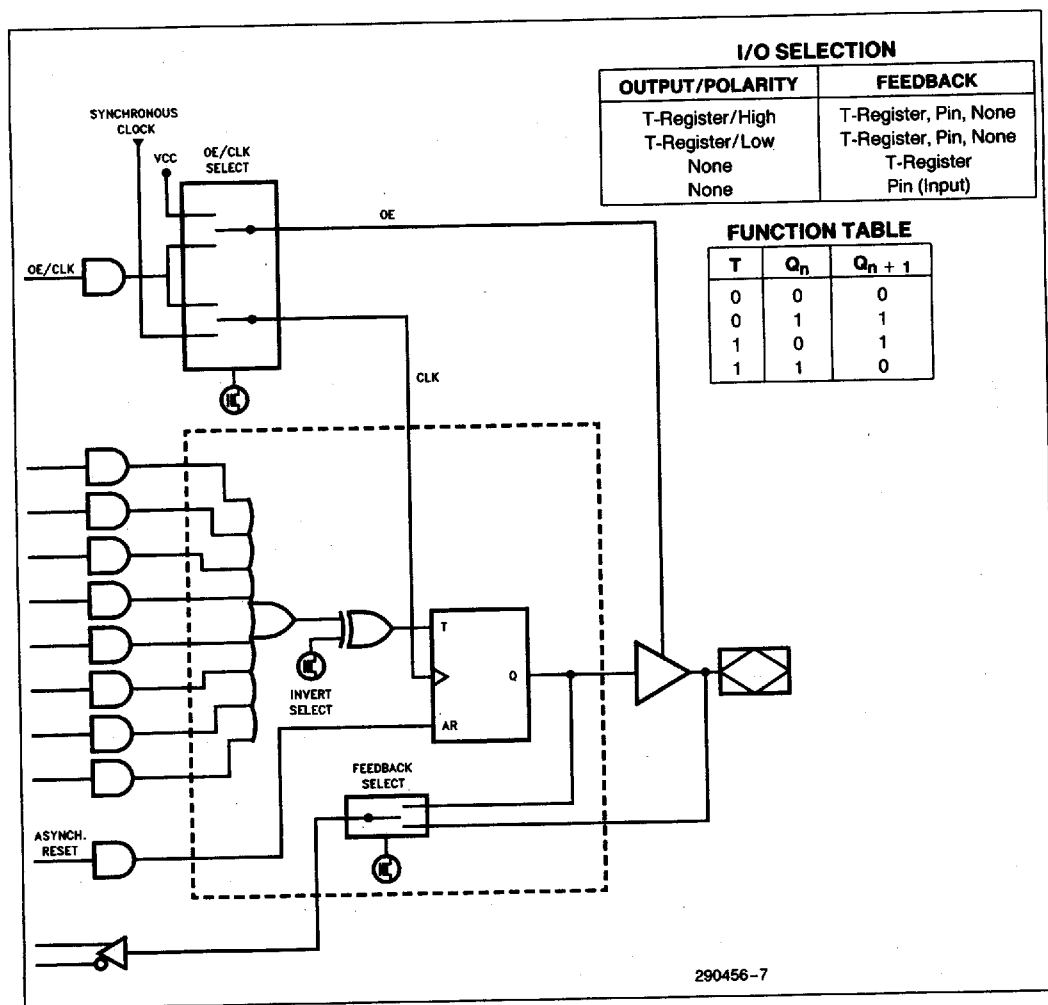 I/O SELECTION
OUTPUT/POLARITY FEEDBACK
T-Register/High T-Register, Pin, None
T-Register/Low T-Register, Pin, None
None T-Register
None Pin (Input)
FUNCTION TABLE
T Qn Qn + 1
0 0 0
0 1 1
1 0 1
1 1 0
SYNCHRONOUS
CLOCK
VCC
OE/CLK
SELECT
OE
OE/CLK
CLK
T
Q
AR
INVERT
SELECT
FEEDBACK
SELECT
ASYNCH.
RESET
290456-7